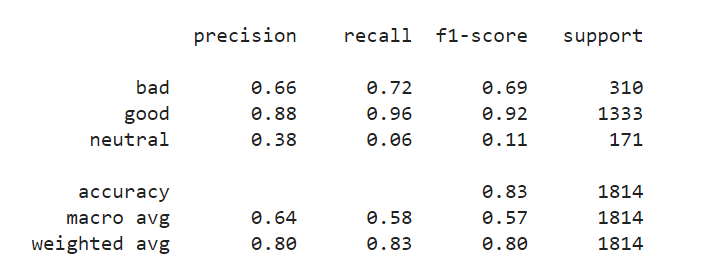 precision recall f1-score support
bad 0.66 0.72 0.69 310
good 0.88 0.96 0.92 1333
neutral 0.38 0.06 0.11 171
accuracy 0.83 1814
macro avg 0.64 0.58 0.57 1814
weighted avg 0.80 0.83 0.80 1814